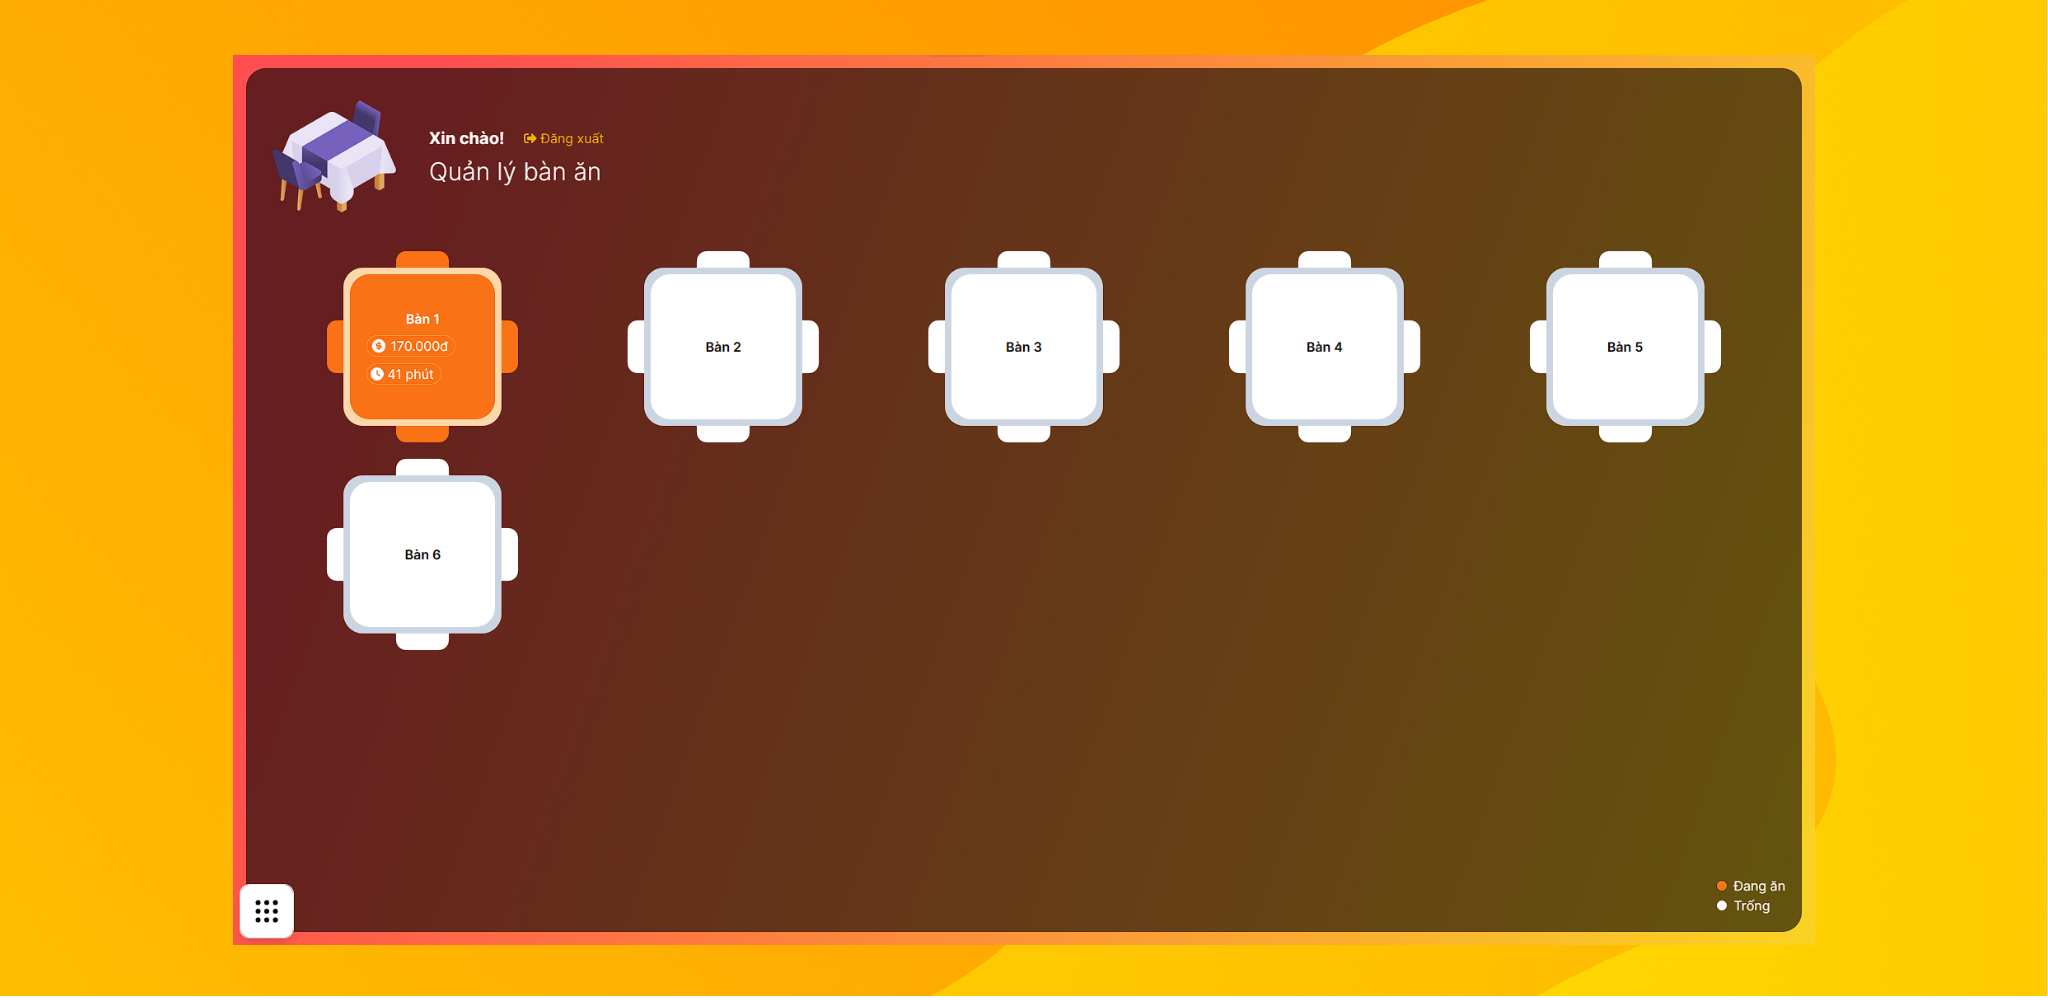 Xin chào! Đăng xuất
Quản lý bàn ăn
Bàn 1
170.000đ
41 phút
Bàn 2
Bàn 3
Bàn 4
Bàn 5
Bàn 6
Đang ăn
Trống